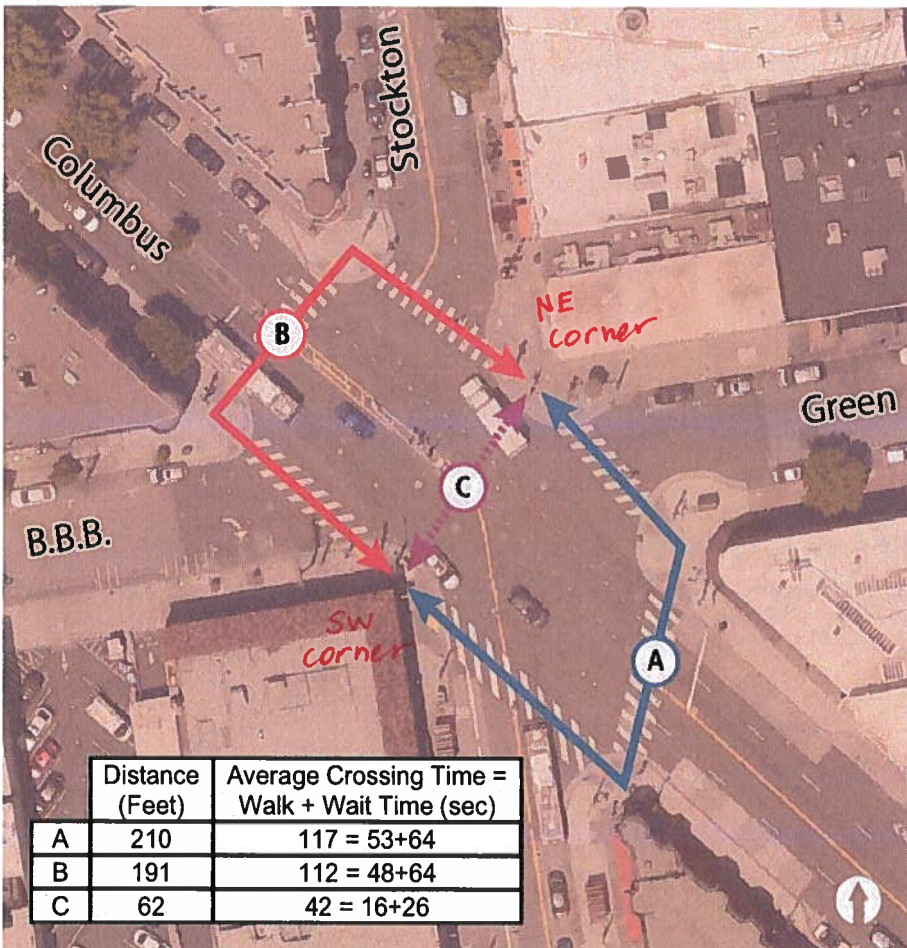 Stockton
Columbus
B
NE
corner
Green
C
B.B.B.
SW
corner
A
Distance (Feet) Average Crossing Time = Walk + Wait Time (sec)
A 210 117 = 53+64
B 191 112 = 48+64
C 62 42 = 16+26